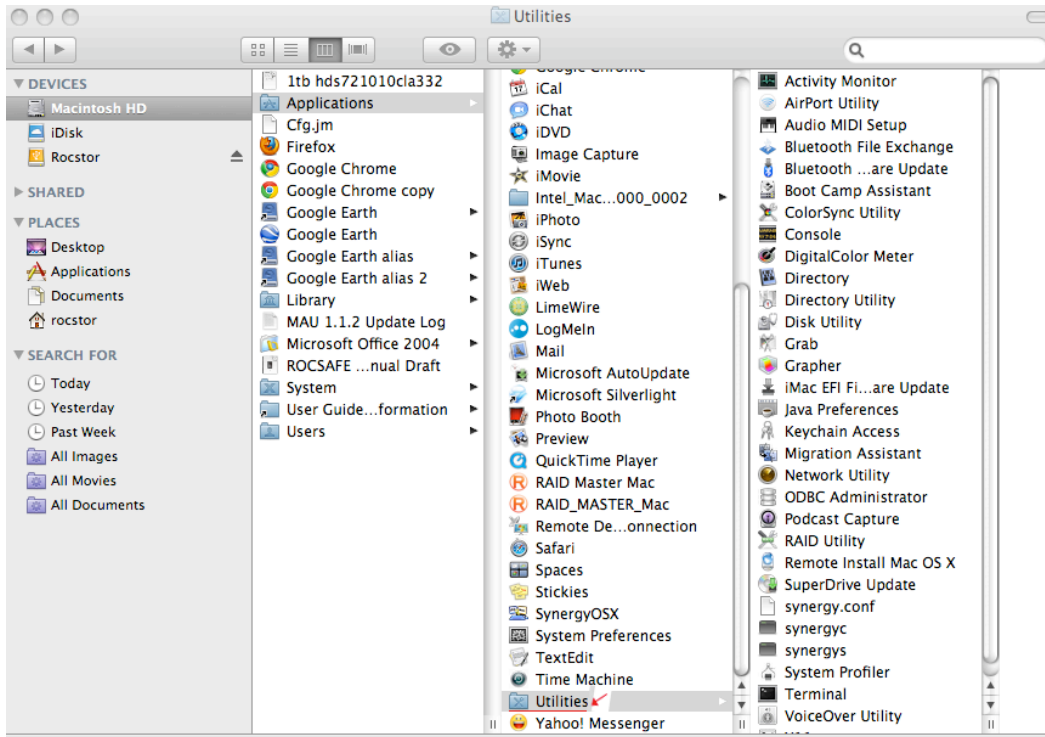 Utilities
DEVICES
Macintosh HD
iDisk
Rocstor
SHARED
PLACES
Desktop
Applications
Documents
rocstor
SEARCH FOR
Today
Yesterday
Past Week
All Images
All Movies
All Documents
1tb hds721010cla332
Applications
Cfg.jm
Firefox
Google Chrome
Google Chrome copy
Google Earth
Google Earth
Google Earth alias
Google Earth alias 2
Library
MAU 1.1.2 Update Log
Microsoft Office 2004
ROCSAFE ...nual Draft
System
User Guide...formation
Users
Google Chrome
iCal
iChat
iDVD
Image Capture
iMovie
Intel_Mac...000_0002
iPhoto
iSync
iTunes
iWeb
LimeWire
LogMeIn
Mail
Microsoft AutoUpdate
Microsoft Silverlight
Photo Booth
Preview
QuickTime Player
RAID Master Mac
RAID_MASTER_Mac
Remote De...onnection
Safari
Spaces
Stickies
SynergyOSX
System Preferences
TextEdit
Time Machine
Utilities
Yahoo! Messenger
Activity Monitor
AirPort Utility
Audio MIDI Setup
Bluetooth File Exchange
Bluetooth ...are Update
Boot Camp Assistant
ColorSync Utility
Console
DigitalColor Meter
Directory
Directory Utility
Disk Utility
Grab
Grapher
iMac EFI Fi...are Update
Java Preferences
Keychain Access
Migration Assistant
Network Utility
ODBC Administrator
Podcast Capture
RAID Utility
Remote Install Mac OS X
SuperDrive Update
synergy.conf
synergyc
synergys
System Profiler
Terminal
VoiceOver Utility